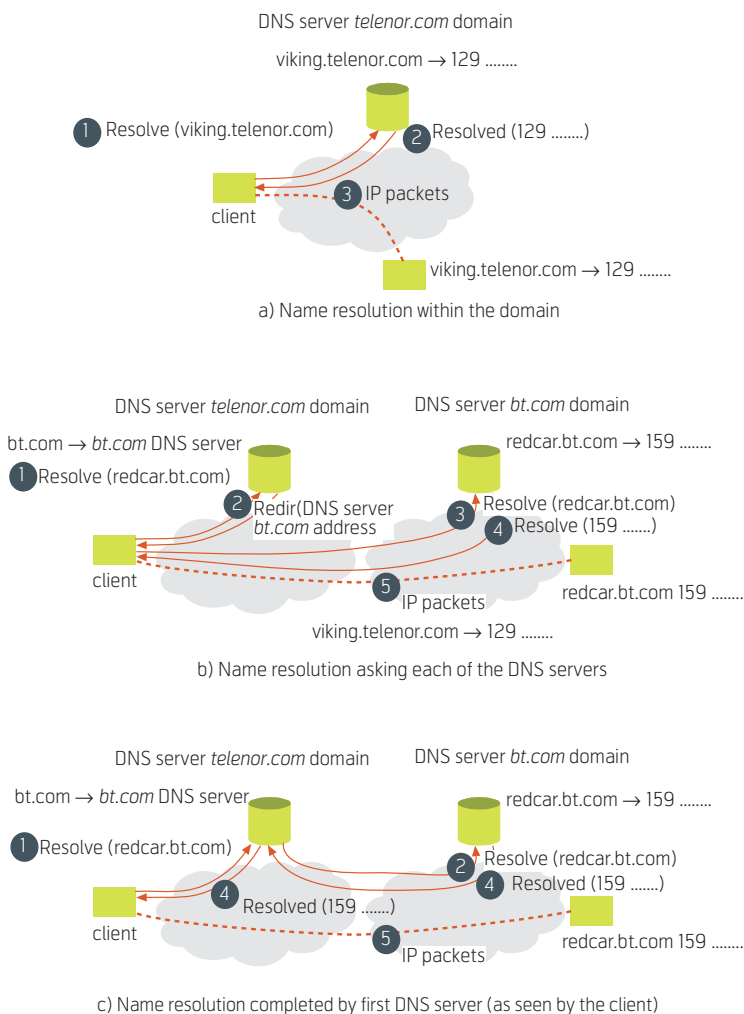 DNS server telenor.com domain
viking.telenor.com → 129 ........
1 Resolve (viking.telenor.com)
2 Resolved (129 ........)
3 IP packets
client
viking.telenor.com → 129 ........
a) Name resolution within the domain
DNS server telenor.com domain
DNS server bt.com domain
bt.com → bt.com DNS server
redcar.bt.com → 159 ........
1 Resolve (redcar.bt.com)
2 Redir(DNS server
bt.com address
3 Resolve (redcar.bt.com)
4 Resolve (159 .......)
client
5 IP packets
redcar.bt.com 159 ........
viking.telenor.com → 129 ........
b) Name resolution asking each of the DNS servers
DNS server telenor.com domain
DNS server bt.com domain
bt.com → bt.com DNS server
redcar.bt.com → 159 ........
1 Resolve (redcar.bt.com)
2 Resolve (redcar.bt.com)
4 Resolved (159 .......)
4 Resolved (159 .......)
client
5 IP packets
redcar.bt.com 159 ........
c) Name resolution completed by first DNS server (as seen by the client)